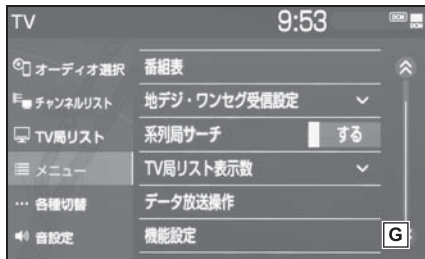 TV
9:53
DCM
オーディオ選択
チャンネルリスト
TV局リスト
メニュー
各種切替
音設定
番組表
地デジ・ワンセグ受信設定
系列局サーチ
する
TV局リスト表示数
データ放送操作
機能設定
G